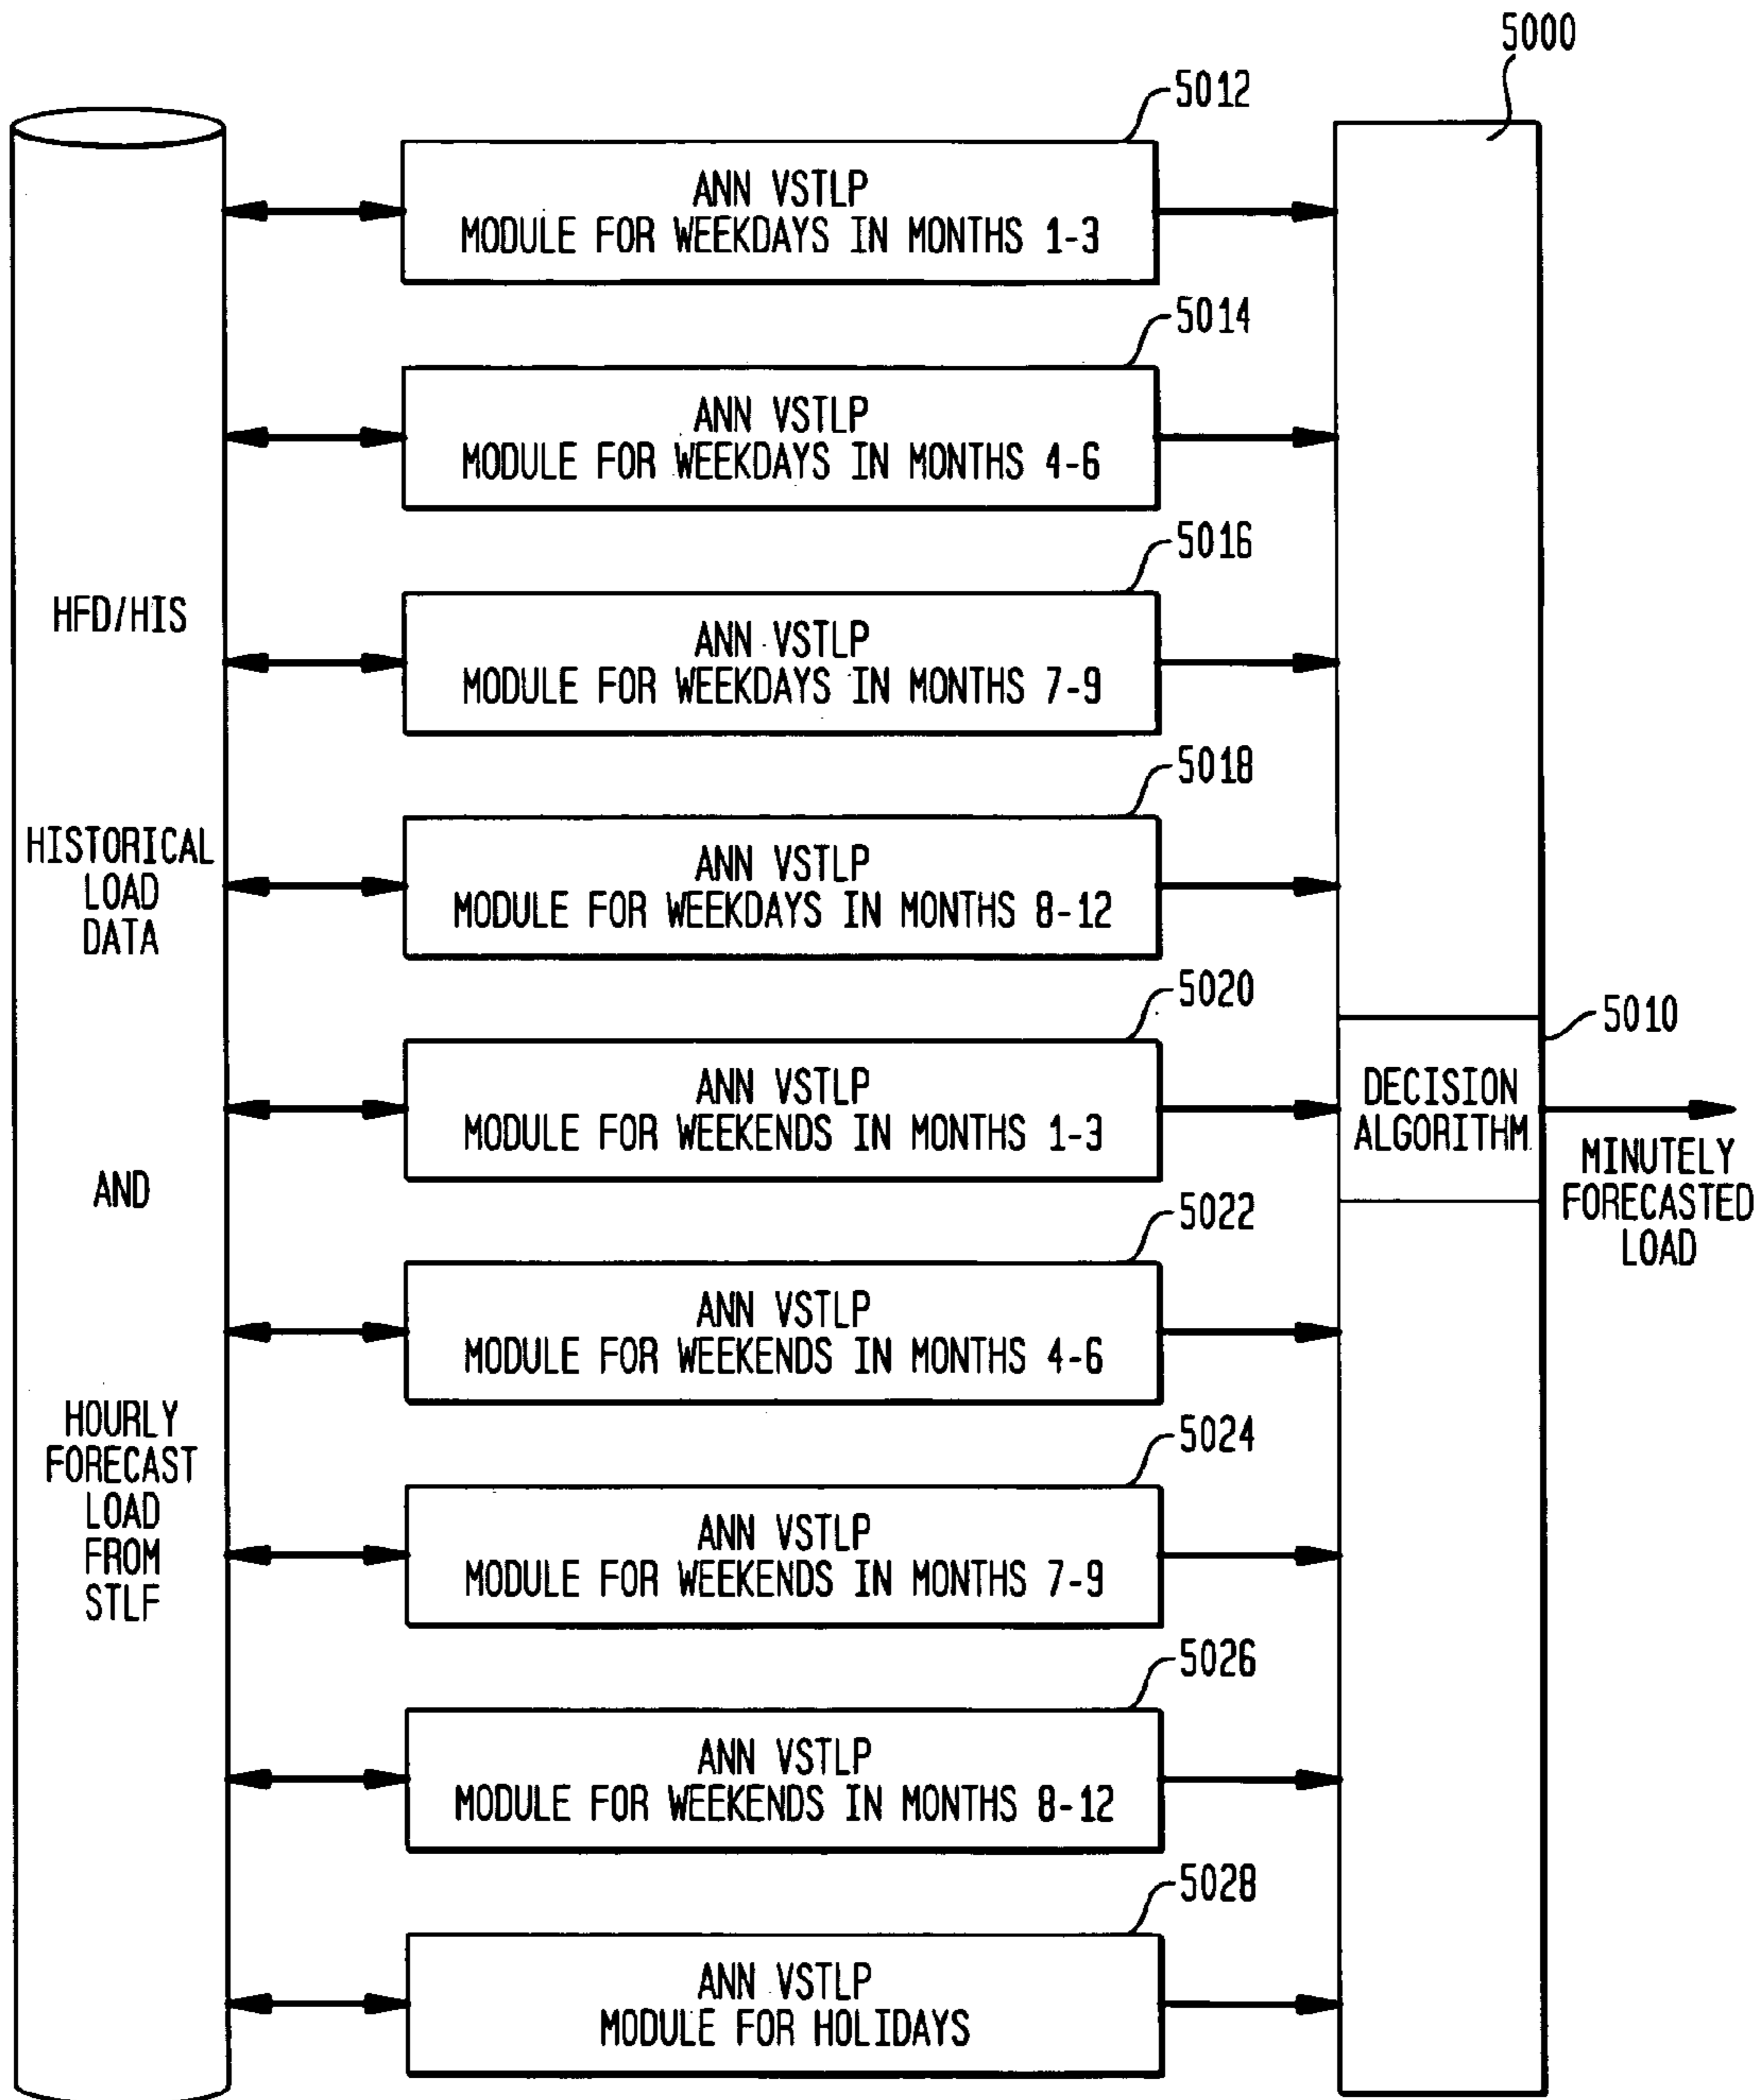 5000
5012
ANN VSTLP
MODULE FOR WEEKDAYS IN MONTHS 1-3
5014
ANN VSTLP
MODULE FOR WEEKDAYS IN MONTHS 4-6
5016
ANN VSTLP
MODULE FOR WEEKDAYS IN MONTHS 7-9
5018
ANN VSTLP
MODULE FOR WEEKDAYS IN MONTHS 8-12
5020
ANN VSTLP
MODULE FOR WEEKENDS IN MONTHS 1-3
5022
ANN VSTLP
MODULE FOR WEEKENDS IN MONTHS 4-6
5024
ANN VSTLP
MODULE FOR WEEKENDS IN MONTHS 7-9
5026
ANN VSTLP
MODULE FOR WEEKENDS IN MONTHS 8-12
5028
ANN VSTLP
MODULE FOR HOLIDAYS
HFD/HIS
HISTORICAL
LOAD
DATA
AND
HOURLY
FORECAST
LOAD
FROM
STLF
5010
DECISION
ALGORITHM
MINUTELY
FORECASTED
LOAD